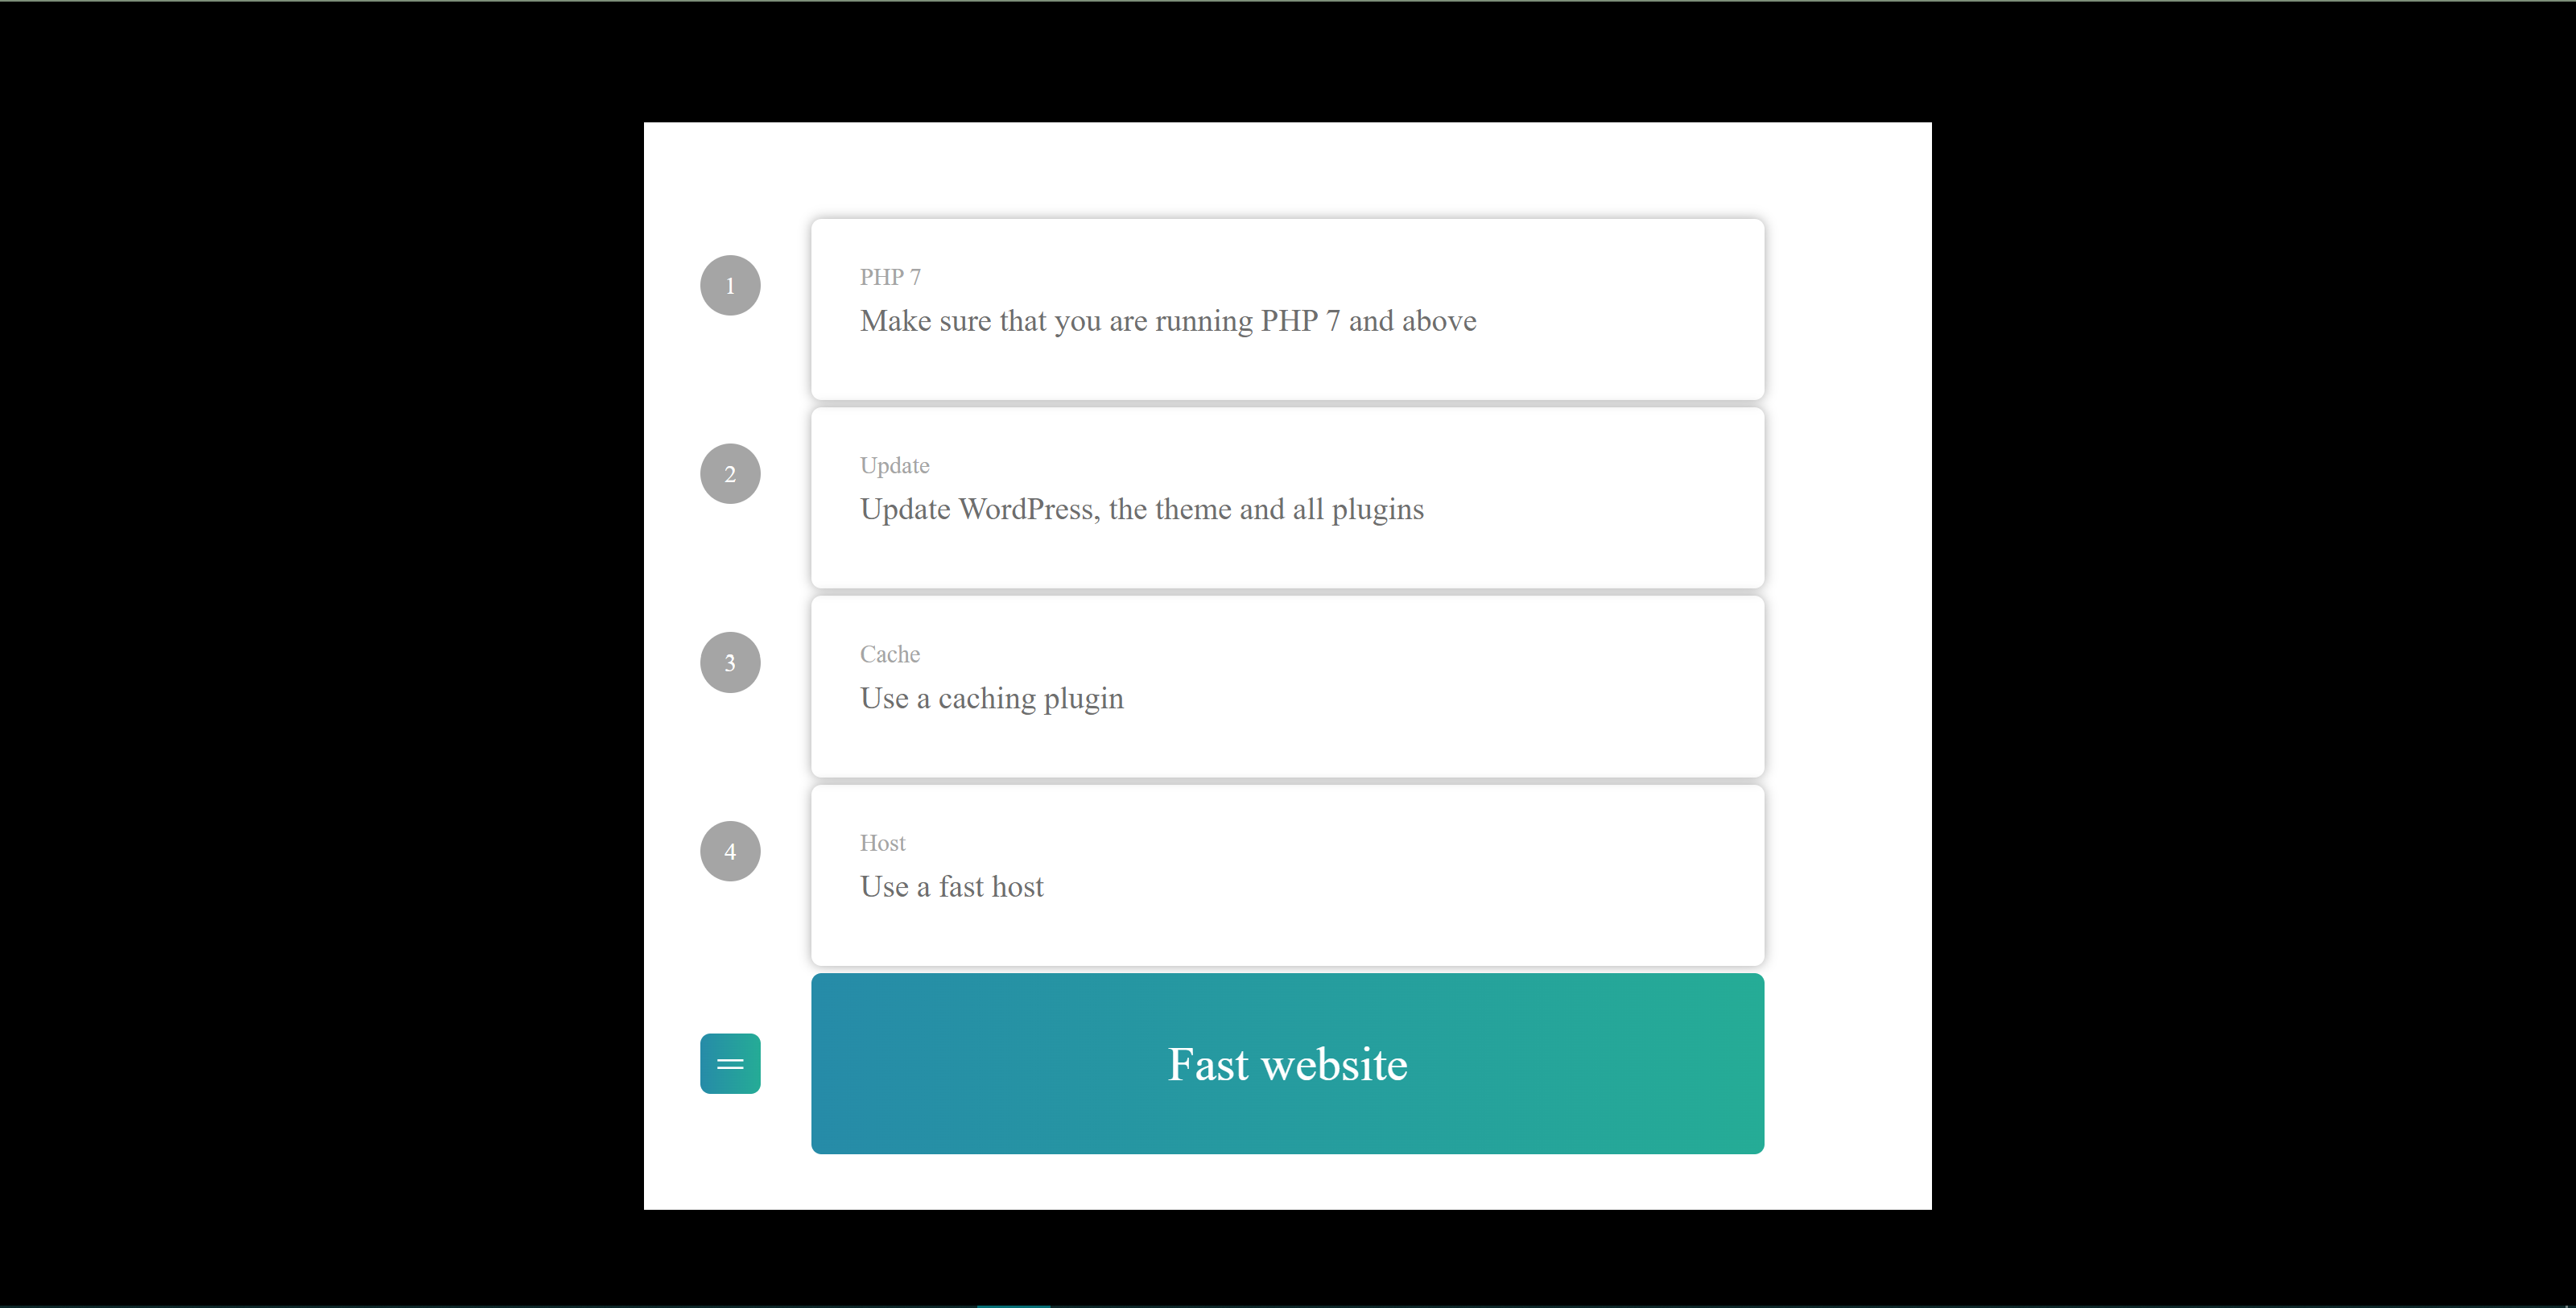 1
PHP 7
Make sure that you are running PHP 7 and above
2
Update
Update WordPress, the theme and all plugins
3
Cache
Use a caching plugin
4
Host
Use a fast host
=
Fast website